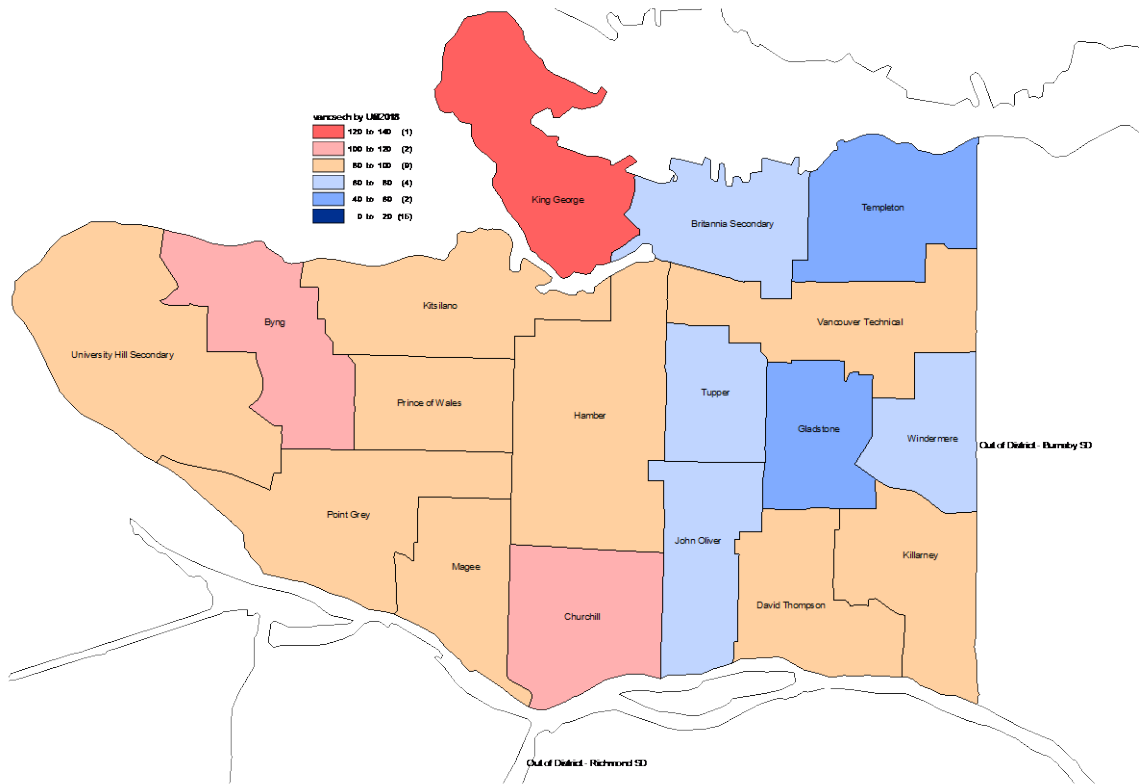 120 to 140 (1)
100 to 120 (2)
80 to 100 (9)
60 to 80 (4)
40 to 60 (2)
0 to 20 (15)
King George
Britannia Secondary
Templeton
Kitsilano
Byng
Vancouver Technical
University Hill Secondary
Prince of Wales
Tupper
Hamber
Gladstone
Windermere
Out of District - Burnaby SD
Point Grey
John Oliver
Killarney
Magee
David Thompson
Churchill
Out of District - Richmond SD